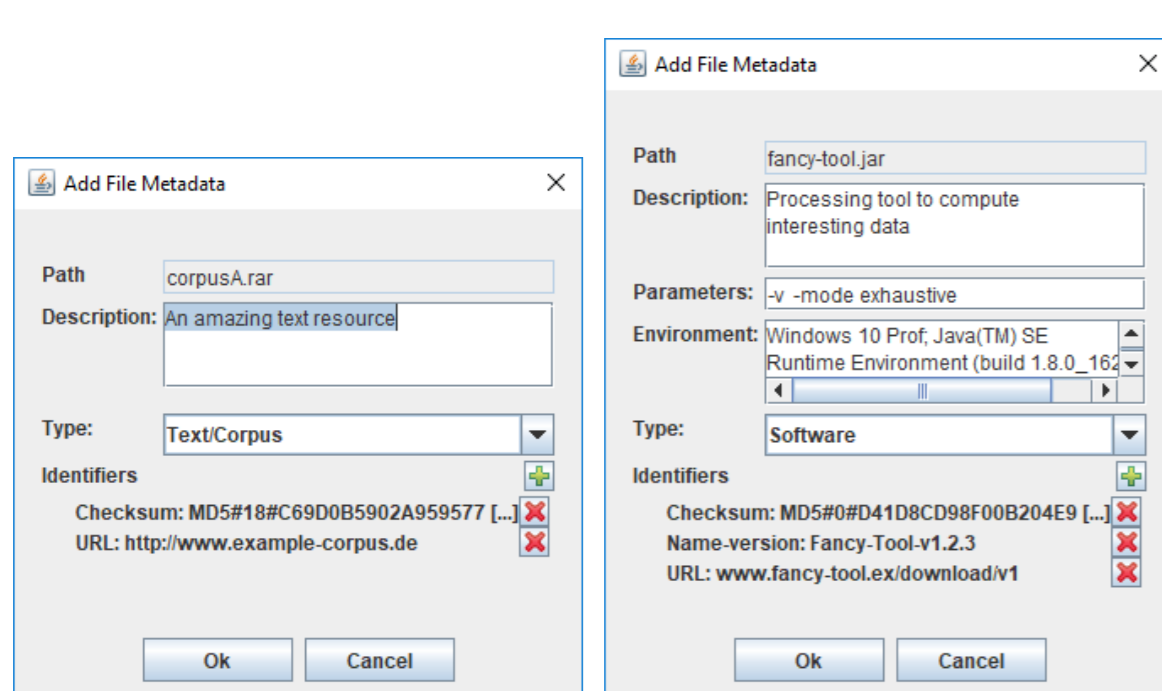 Add File Metadata
Path corpusA.rar
Description: An amazing text resource
Type: Text/Corpus
Identifiers
Checksum: MD5#18#C69D0B5902A959577 [...]
URL: http://www.example-corpus.de
Ok Cancel
Add File Metadata
Path fancy-tool.jar
Description: Processing tool to compute
interesting data
Parameters: -v -mode exhaustive
Environment: Windows 10 Prof; Java(TM) SE
Runtime Environment (build 1.8.0_162
Type: Software
Identifiers
Checksum: MD5#0#D41D8CD98F00B204E9 [...]
Name-version: Fancy-Tool-v1.2.3
URL: www.fancy-tool.ex/download/v1
Ok Cancel